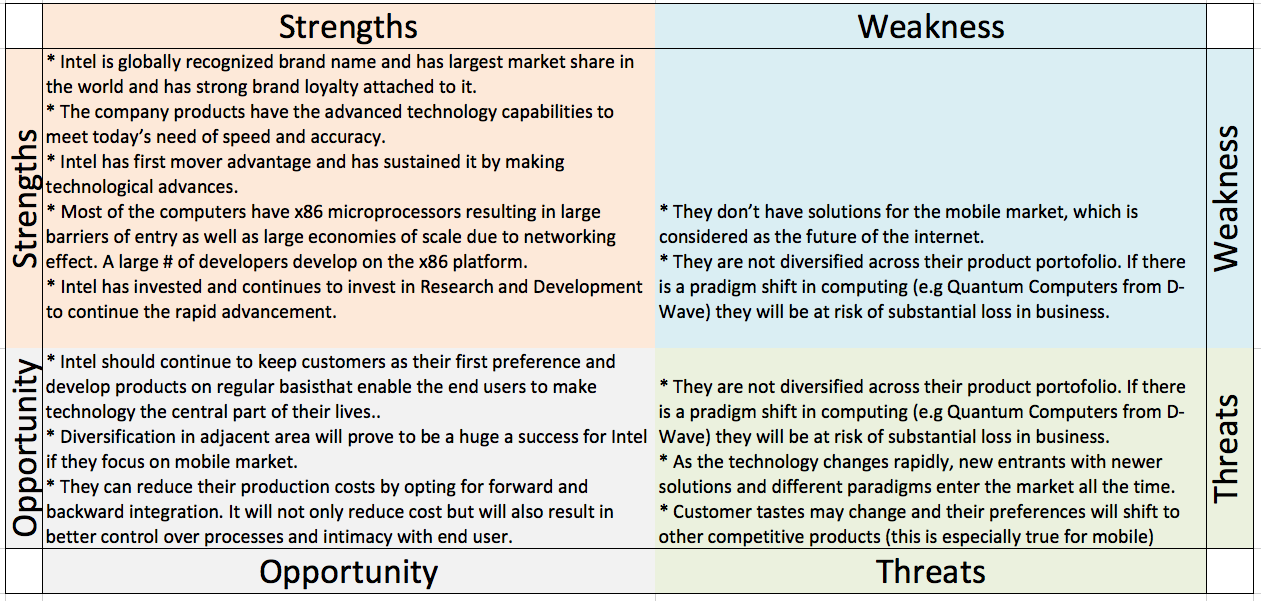 Strengths
Weakness
Strengths
* Intel is globally recognized brand name and has largest market share in
the world and has strong brand loyalty attached to it.
* The company products have the advanced technology capabilities to
meet today's need of speed and accuracy.
* Intel has first mover advantage and has sustained it by making
technological advances.
* Most of the computers have x86 microprocessors resulting in large
barriers of entry as well as large economies of scale due to networking
effect. A large # of developers develop on the x86 platform.
* Intel has invested and continues to invest in Research and Development
to continue the rapid advancement.
* They don't have solutions for the mobile market, which is
considered as the future of the internet.
* They are not diversified across their product portofolio. If there
is a pradigm shift in computing (e.g Quantum Computers from D-
Wave) they will be at risk of substantial loss in business.
Weakness
Opportunity
* Intel should continue to keep customers as their first preference and
develop products on regular basisthat enable the end users to make
technology the central part of their lives..
* Diversification in adjacent area will prove to be a huge a success for Intel
if they focus on mobile market.
* They can reduce their production costs by opting for forward and
backward integration. It will not only reduce cost but will also result in
better control over processes and intimacy with end user.
* They are not diversified across their product portofolio. If there
is a pradigm shift in computing (e.g Quantum Computers from D-
Wave) they will be at risk of substantial loss in business.
* As the technology changes rapidly, new entrants with newer
solutions and different paradigms enter the market all the time.
* Customer tastes may change and their preferences will shift to
other competitive products (this is especially true for mobile)
Threats
Opportunity
Threats